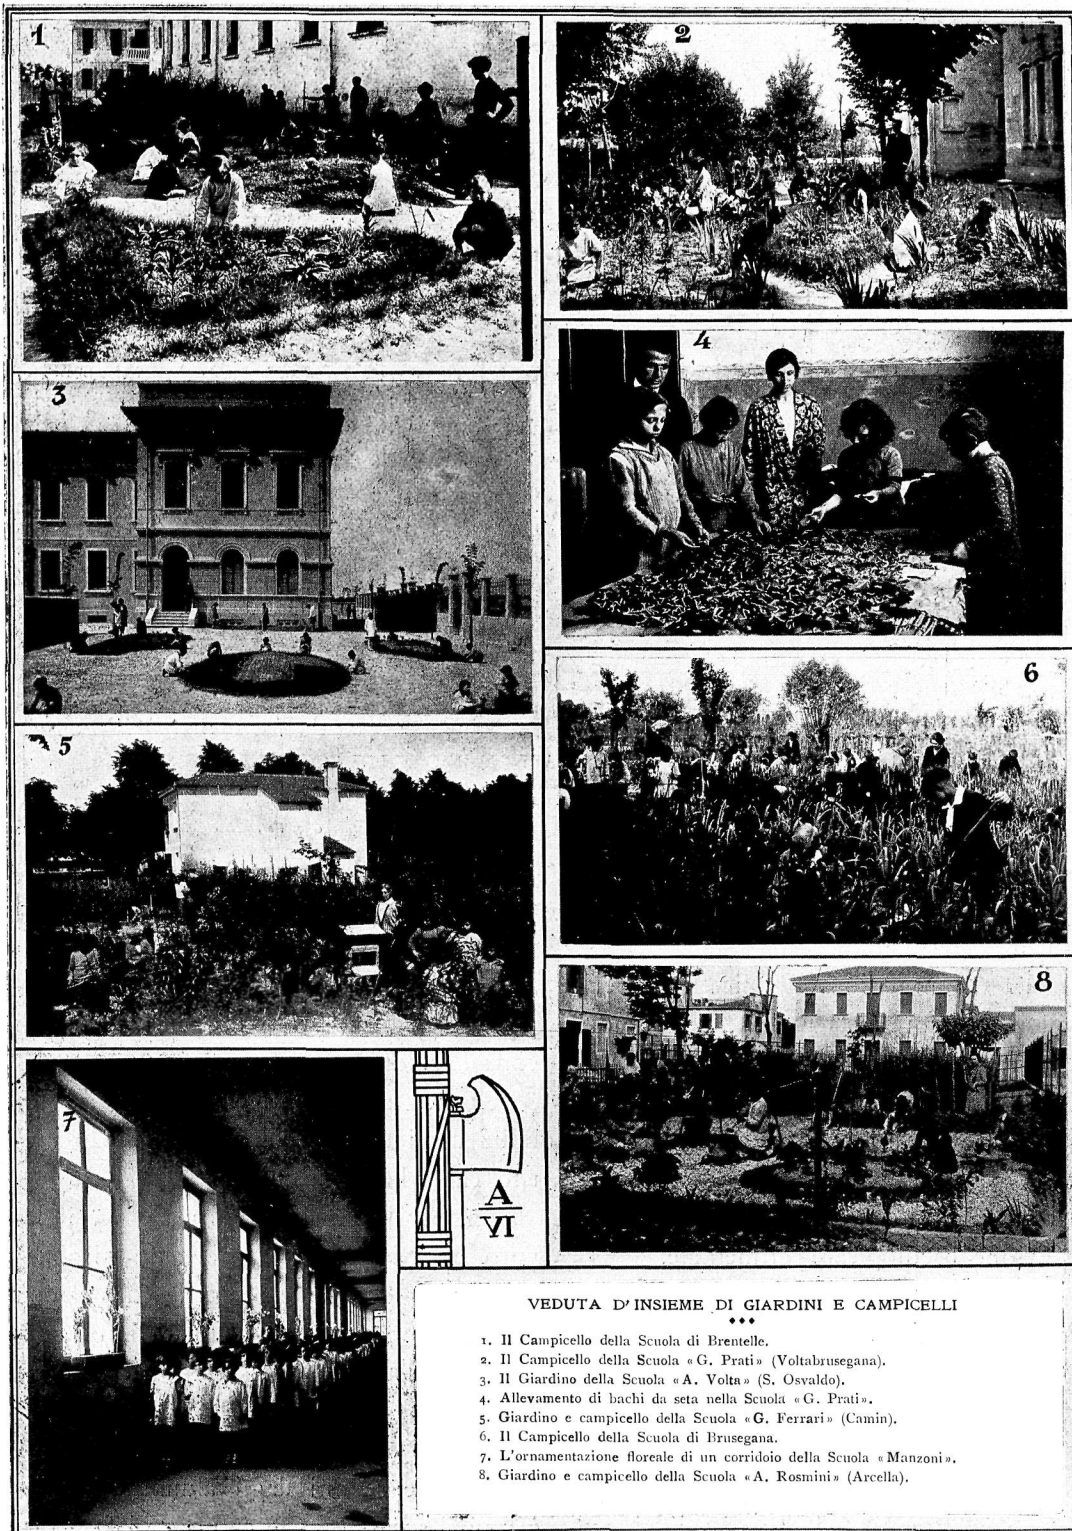 1
2
3
4
5
6
7
8
A
VI
VEDUTA D'INSIEME DI GIARDINI E CAMPICELLI
1. Il Campicello della Scuola di Brentelle.
2. Il Campicello della Scuola «G. Prati» (Voltabrusegana).
3. Il Giardino della Scuola «A. Volta» (S. Osvaldo).
4. Allevamento di bachi da seta nella Scuola «G. Prati».
5. Giardino e campicello della Scuola «G. Ferrari» (Camin).
6. Il Campicello della Scuola di Brusegana.
7. L'ornamentazione floreale di un corridoio della Scuola «Manzoni».
8. Giardino e campicello della Scuola «A. Rosmini» (Arcella).